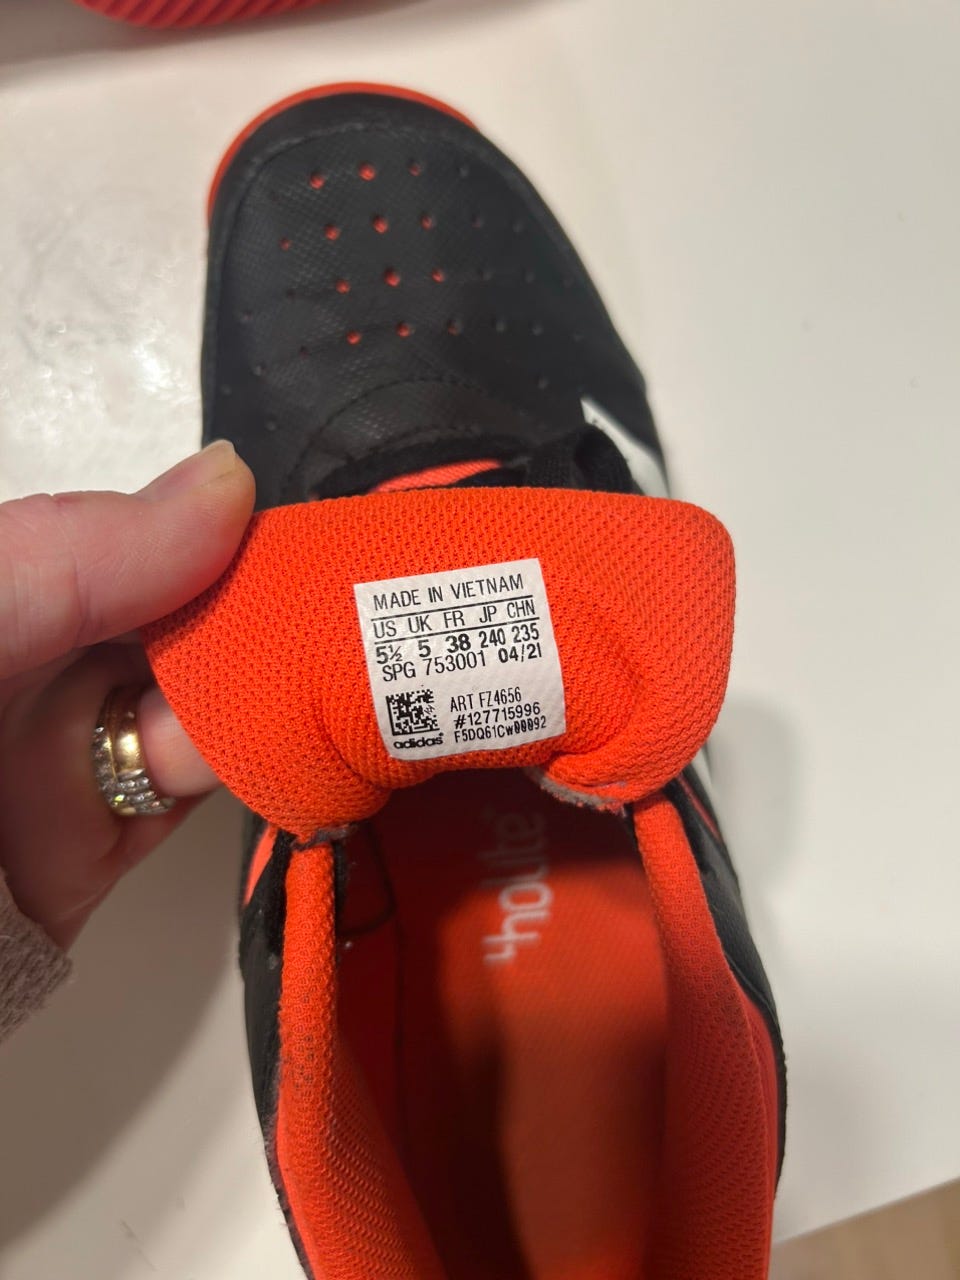 MADE IN VIETNAM
US UK FR JP CHN
5½ 5 38 240 235
SPG 753001 04/21
ART FZ4656
#127715996
F5DQ61Cw00092
adidas